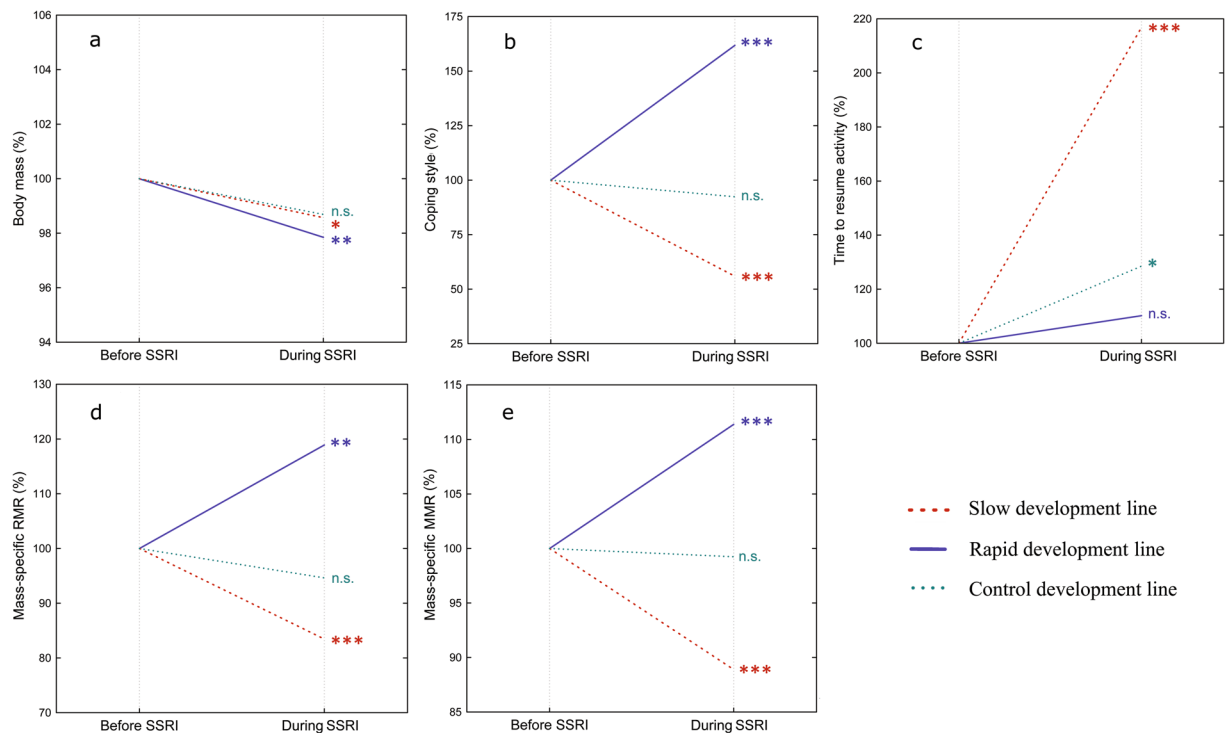 a
Body mass (%)
106
104
102
100
98
96
94
n.s.
*
**
Before SSRI
During SSRI
b
Coping style (%)
175
150
125
100
75
50
25
***
n.s.
***
Before SSRI
During SSRI
c
Time to resume activity (%)
220
200
180
160
140
120
100
***
*
n.s.
Before SSRI
During SSRI
d
Mass-specific RMR (%)
130
120
110
100
90
80
70
**
n.s.
***
Before SSRI
During SSRI
e
Mass-specific MMR (%)
115
110
105
100
95
90
85
***
n.s.
***
Before SSRI
During SSRI
Slow development line
Rapid development line
Control development line